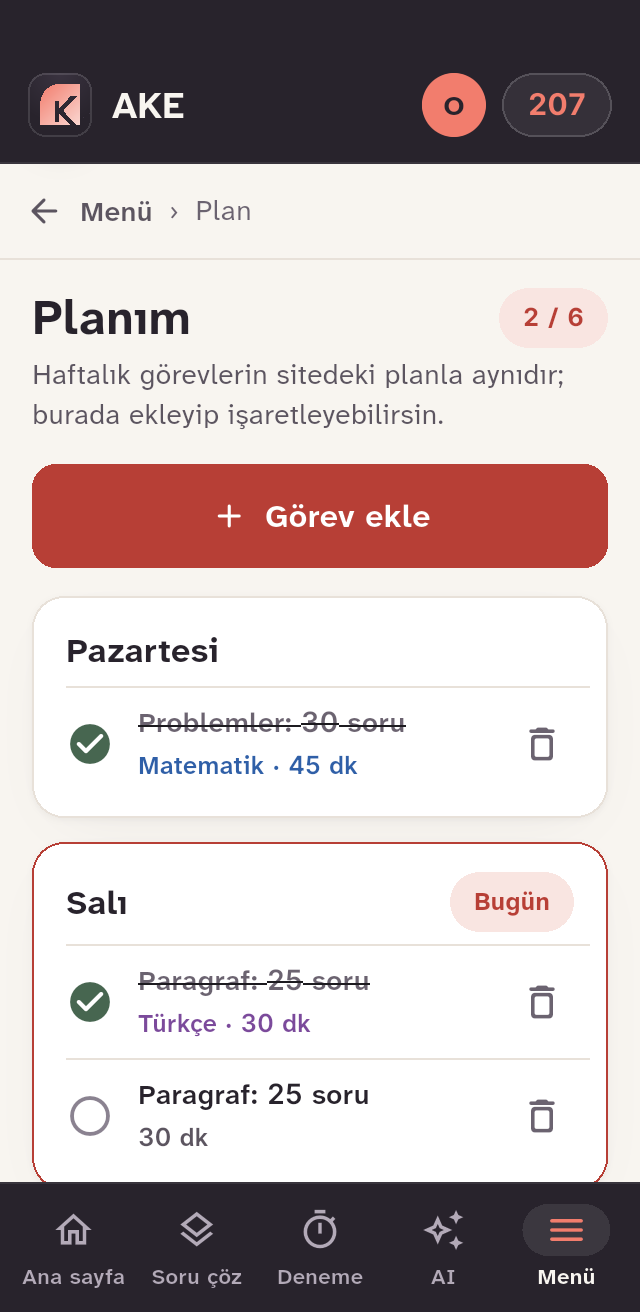 K AKE
O 207
Menü › Plan
Planım
2 / 6
Haftalık görevlerin sitedeki planla aynıdır;
burada ekleyip işaretleyebilirsin.
+ Görev ekle
Pazartesi
Problemler: 30 soru
Matematik · 45 dk
Salı
Bugün
Paragraf: 25 soru
Türkçe · 30 dk
Paragraf: 25 soru
30 dk
Ana sayfa
Soru çöz
Deneme
AI
Menü